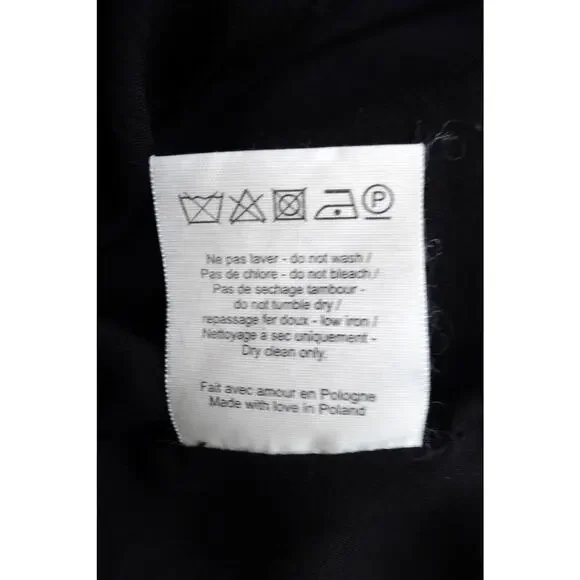 P
Ne pas laver - do not wash /
Pas de chlore - do not bleach /
Pas de sechage tambour -
do not tumble dry /
repassage fer doux - low iron /
Nettoyage a sec uniquement -
Dry clean only.
Fait avec amour en Pologne
Made with love in Poland